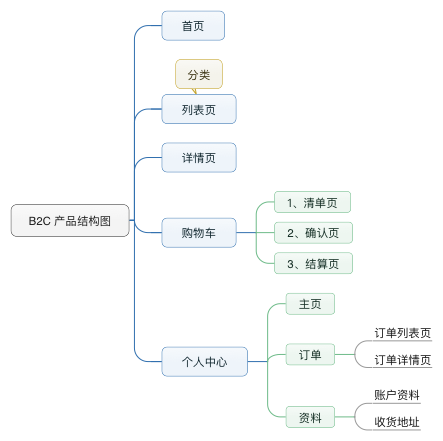 首页
分类
列表页
详情页
B2C 产品结构图
购物车
1、清单页
2、确认页
3、结算页
个人中心
主页
订单
订单列表页
订单详情页
资料
账户资料
收货地址